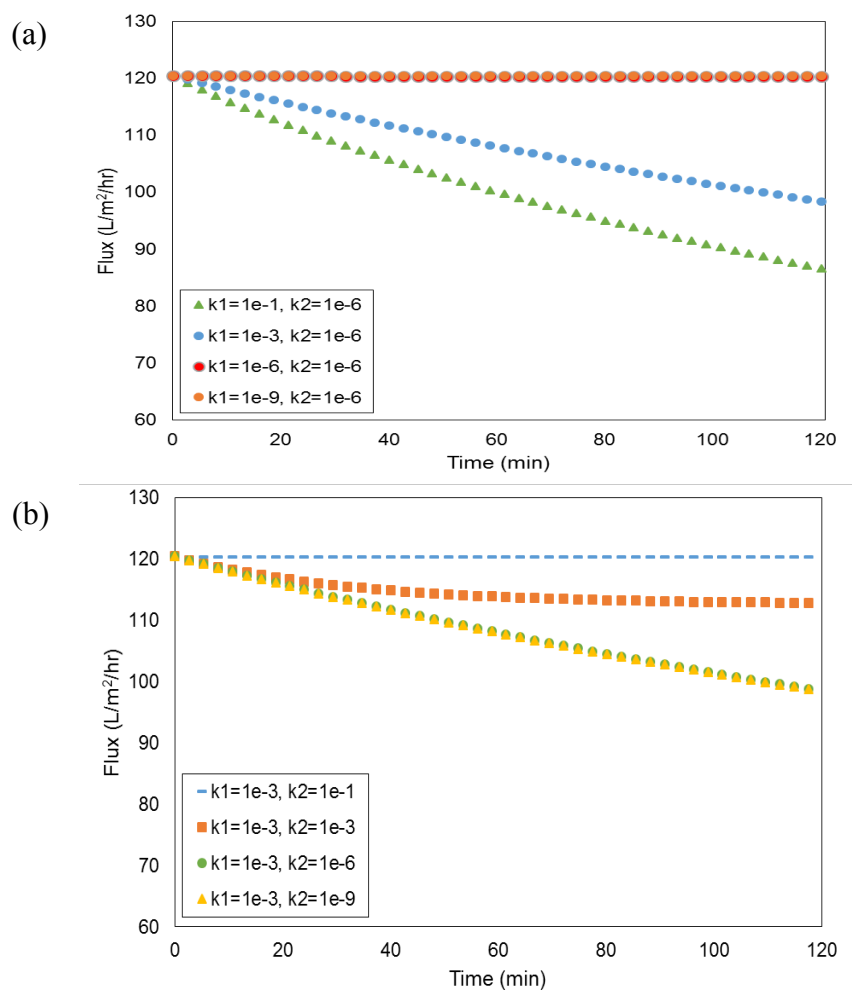 (a)
130
120
110
100
90
80
70
60
Flux (L/m²/hr)
k1=1e-1, k2=1e-6
k1=1e-3, k2=1e-6
k1=1e-6, k2=1e-6
k1=1e-9, k2=1e-6
0 20 40 60 80 100 120
Time (min)
(b)
130
120
110
100
90
80
70
60
Flux (L/m²/hr)
k1=1e-3, k2=1e-1
k1=1e-3, k2=1e-3
k1=1e-3, k2=1e-6
k1=1e-3, k2=1e-9
0 20 40 60 80 100 120
Time (min)